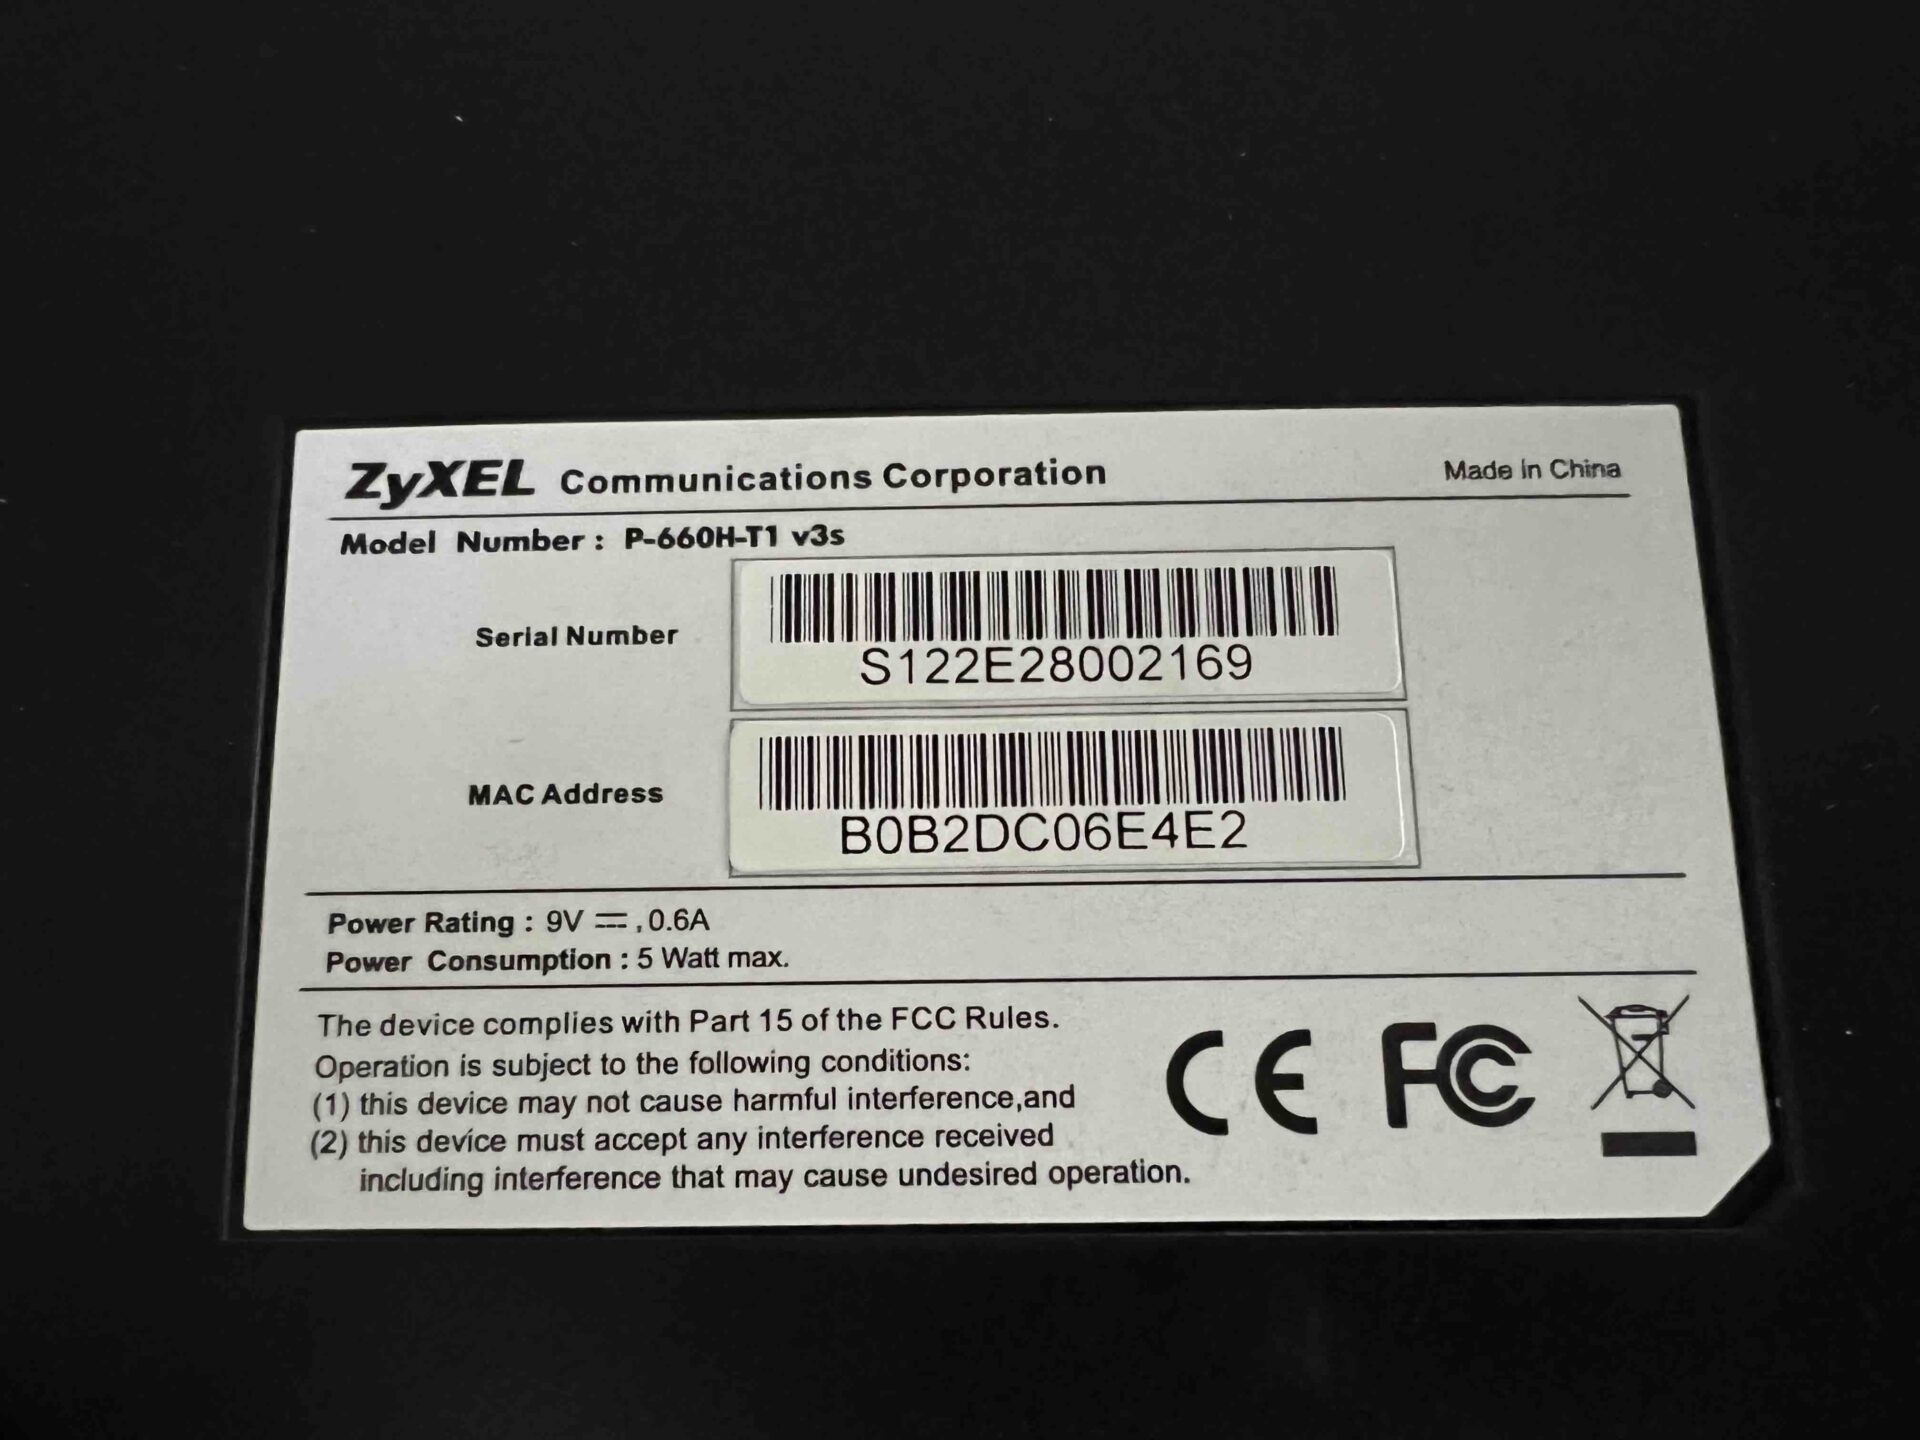 ZyXEL Communications Corporation Made in China
Model Number : P-660H-T1 v3s
Serial Number
S122E28002169
MAC Address
B0B2DC06E4E2
Power Rating : 9V ⎓ , 0.6A
Power Consumption : 5 Watt max.
The device complies with Part 15 of the FCC Rules.
Operation is subject to the following conditions:
(1) this device may not cause harmful interference,and
(2) this device must accept any interference received
including interference that may cause undesired operation.
CE FC